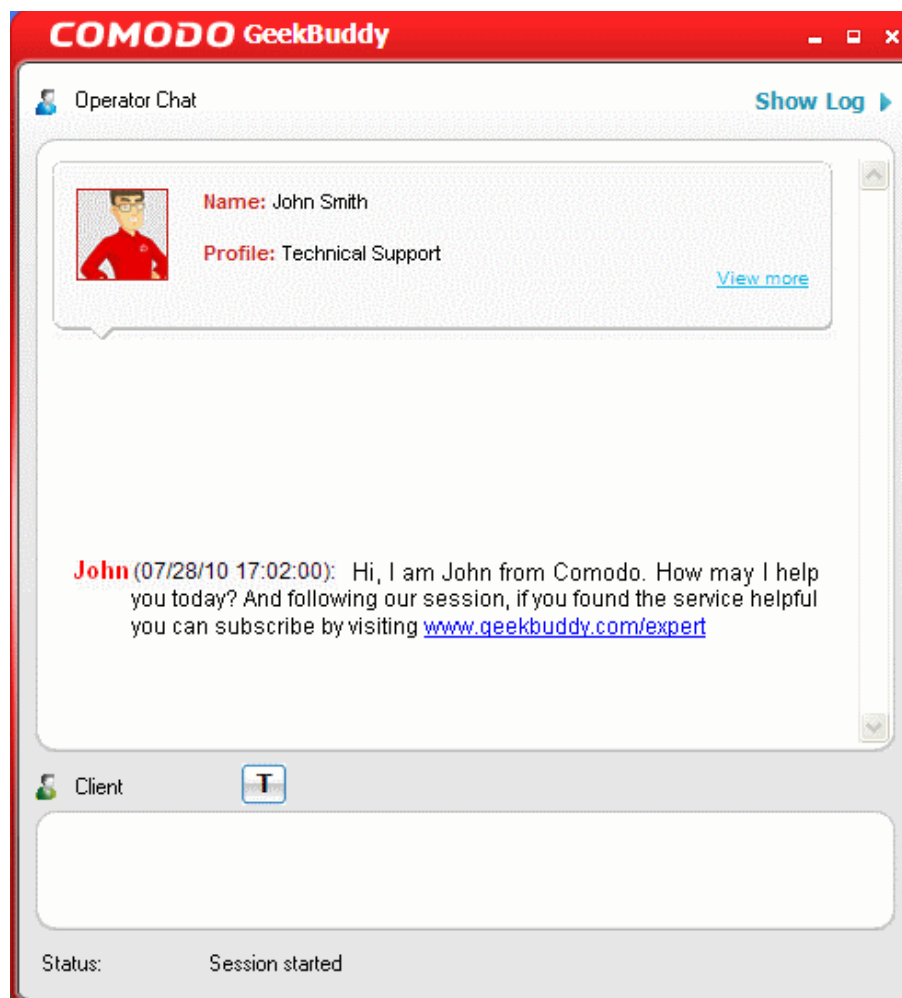 COMODO GeekBuddy
Operator Chat
Show Log
Name: John Smith
Profile: Technical Support
View more
John (07/28/10 17:02:00): Hi, I am John from Comodo. How may I help
you today? And following our session, if you found the service helpful
you can subscribe by visiting www.geekbuddy.com/expert
Client
T
Status: Session started